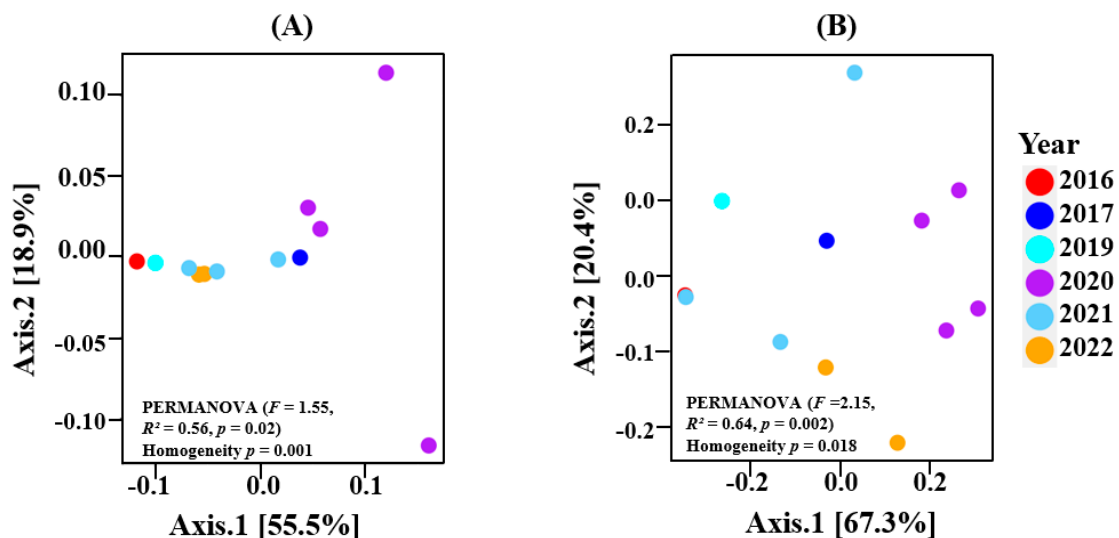 (A)
0.10
0.05
0.00
-0.05
-0.10
Axis.2 [18.9%]
PERMANOVA (F = 1.55,
R² = 0.56, p = 0.02)
Homogeneity p = 0.001
-0.1
0.0
0.1
Axis.1 [55.5%]
(B)
0.2
0.0
0.0
-0.1
-0.2
Axis.2 [20.4%]
PERMANOVA (F =2.15,
R² = 0.64, p = 0.002)
Homogeneity p = 0.018
-0.2
0.0
0.2
Axis.1 [67.3%]
Year
2016
2017
2019
2020
2021
2022